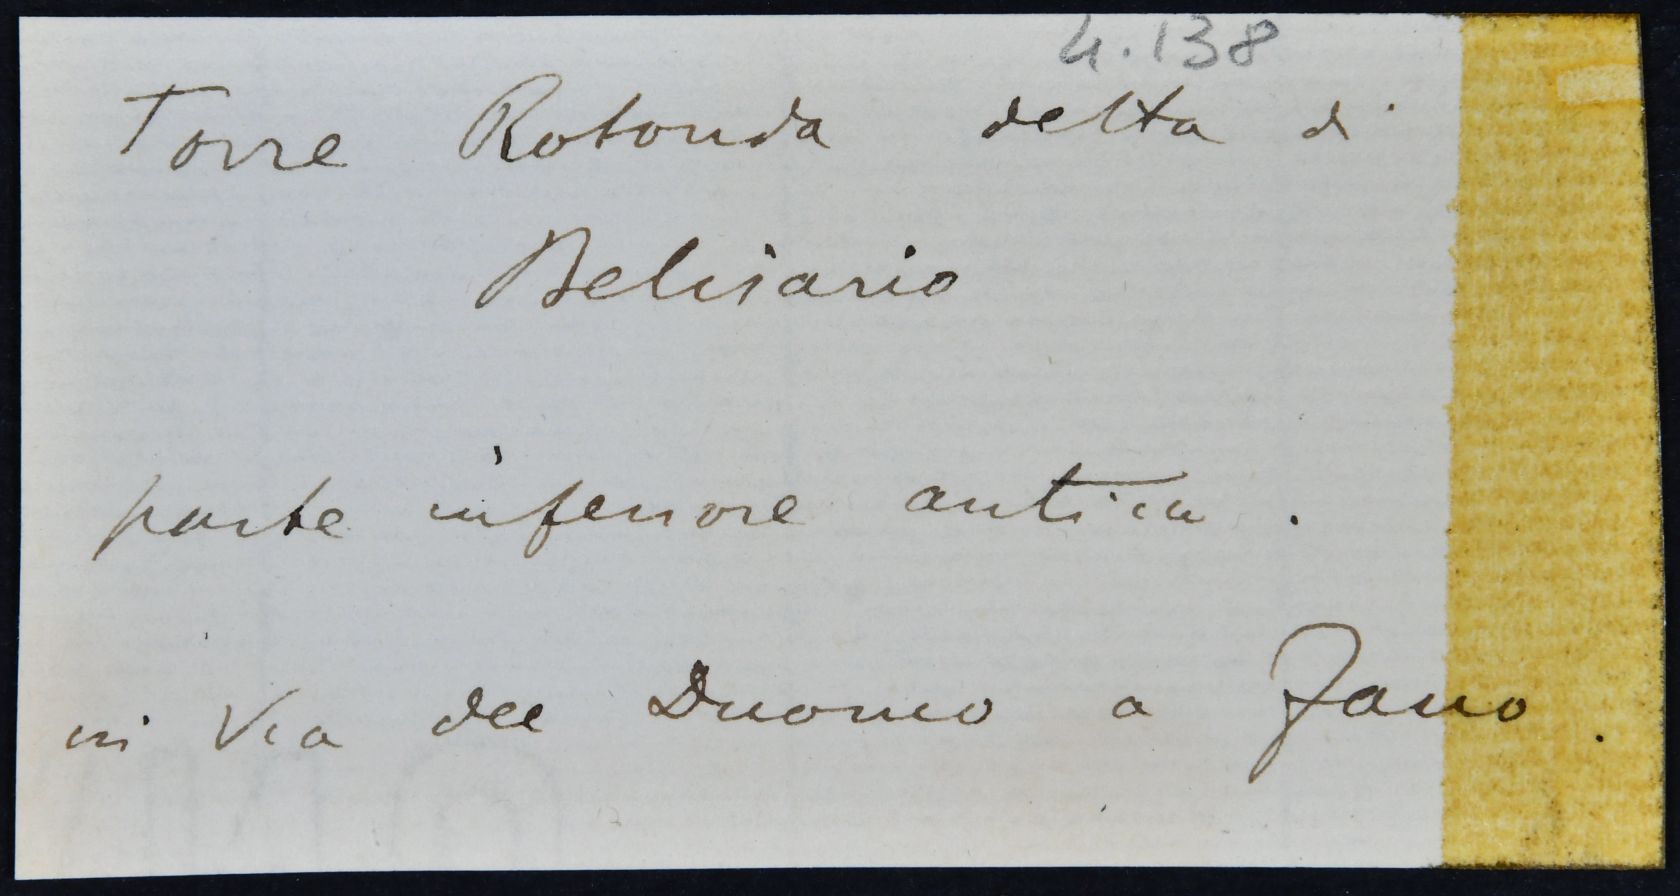 4.138
Torre Rotonda detta di
Belisario
parte inferiore antica .
in Via del Duomo a Fano .